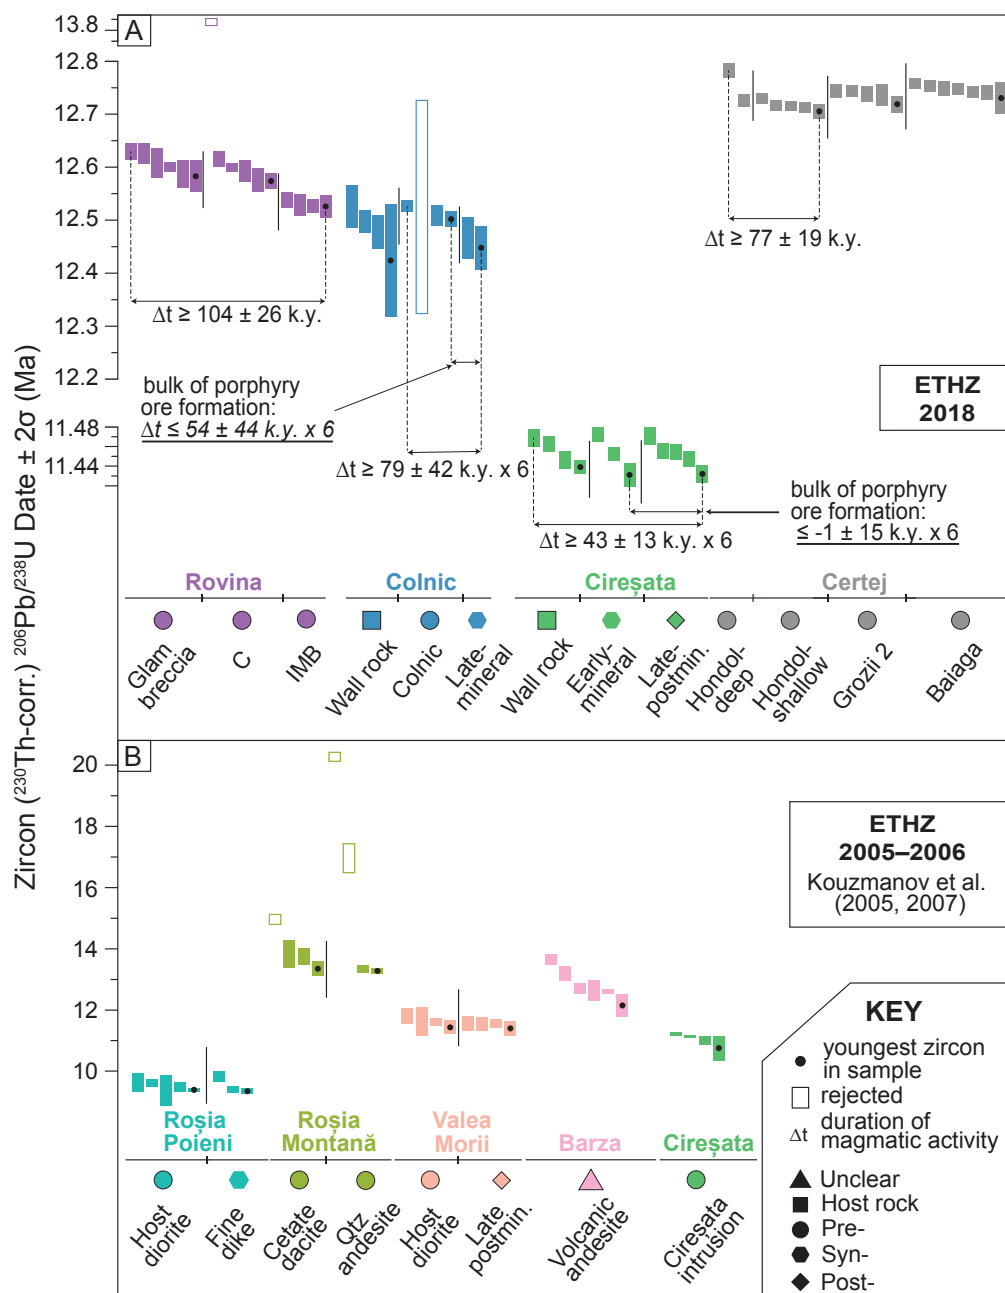 A
Zircon (230Th-corr.) 206Pb/238U Date ± 2σ (Ma)
13.8
12.8
12.7
12.6
12.5
12.4
12.3
12.2
11.48
11.44
Δt ≥ 77 ± 19 k.y.
Δt ≥ 104 ± 26 k.y.
bulk of porphyry
ore formation:
Δt ≤ 54 ± 44 k.y. x 6
Δt ≥ 79 ± 42 k.y. x 6
ETHZ
2018
bulk of porphyry
ore formation:
≤ -1 ± 15 k.y. x 6
Δt ≥ 43 ± 13 k.y. x 6
Rovina
Colnic
Cireșata
Certej
Glam
breccia
C
IMB
Wall rock
Colnic
Late-
mineral
Wall rock
Early-
mineral
Late-
postmin.
Hondol-
deep
Hondol-
shallow
Grozii 2
Baiaga
B
20
18
16
14
12
10
ETHZ
2005–2006
Kouzmanov et al.
(2005, 2007)
Roșia
Poieni
Roșia
Montană
Valea
Morii
Barza
Cireșata
Host
diorite
Fine
dike
Cetate
dacite
Qtz
andesite
Host
diorite
Late
postmin.
Volcanic
andesite
Cireșata
intrusion
KEY
youngest zircon
in sample
rejected
Δt duration of
magmatic activity
Unclear
Host rock
Pre-
Syn-
Post-